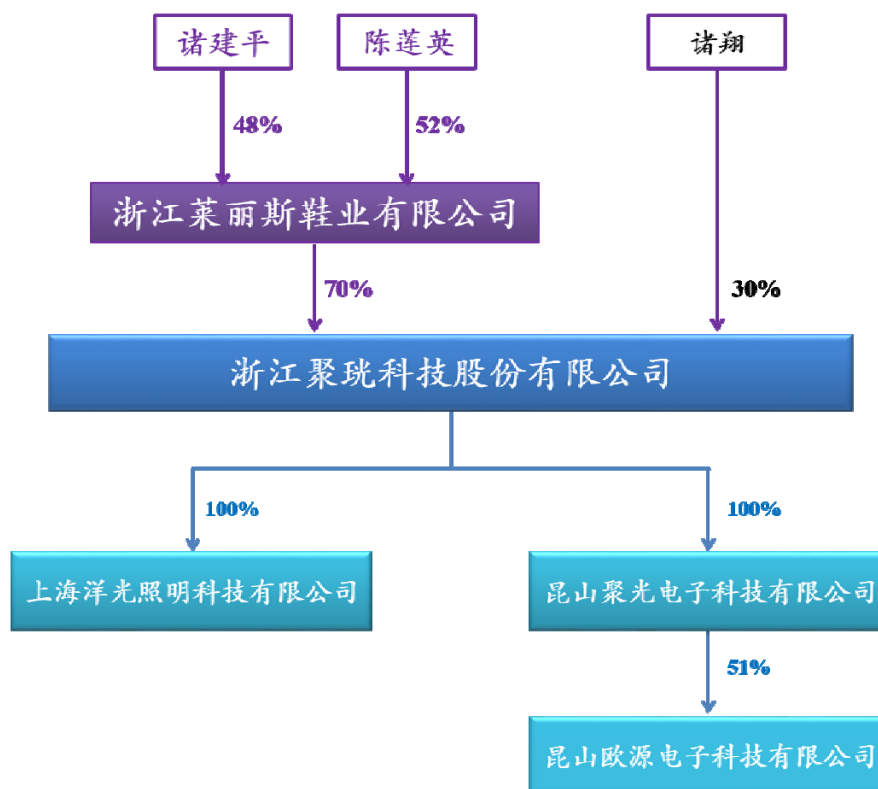 诸建平
陈莲英
诸翔
48%
52%
浙江莱丽斯鞋业有限公司
70%
30%
浙江聚珖科技股份有限公司
100%
100%
上海洋光照明科技有限公司
昆山聚光电子科技有限公司
51%
昆山欧源电子科技有限公司